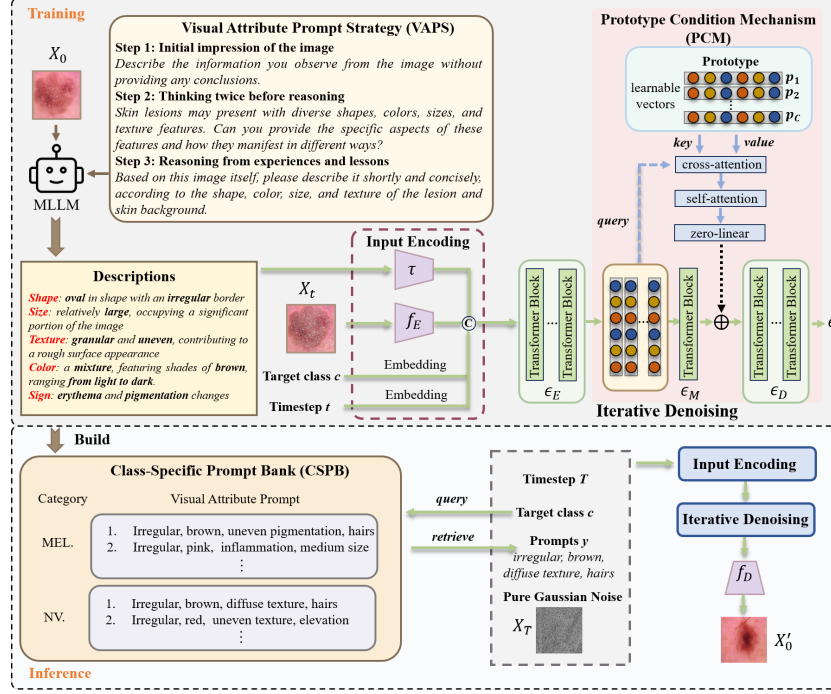 Training
Visual Attribute Prompt Strategy (VAPS)
Step 1: Initial impression of the image
Describe the information you observe from the image without
providing any conclusions.
Step 2: Thinking twice before reasoning
Skin lesions may present with diverse shapes, colors, sizes, and
texture features. Can you provide the specific aspects of these
features and how they manifest in different ways?
Step 3: Reasoning from experiences and lessons
Based on this image itself, please describe it shortly and concisely,
according to the shape, color, size, and texture of the lesion and
skin background.
X₀
MLLM
Prototype Condition Mechanism
(PCM)
Prototype
learnable
vectors
p₁
p₂
⋮
p_C
key
value
cross-attention
self-attention
zero-linear
query
Descriptions
Shape: oval in shape with an irregular border
Size: relatively large, occupying a significant
portion of the image
Texture: granular and uneven, contributing to
a rough surface appearance
Color: a mixture, featuring shades of brown,
ranging from light to dark.
Sign: erythema and pigmentation changes
Input Encoding
τ
X_t
f_E
©
Embedding
Target class c
Embedding
Timestep t
Transformer Block
...
Transformer Block
ϵ_E
...
Transformer Block
ϵ_M
Transformer Block
...
Transformer Block
ϵ_D
ϵ
Iterative Denoising
Build
Class-Specific Prompt Bank (CSPB)
Category
Visual Attribute Prompt
MEL.
1. Irregular, brown, uneven pigmentation, hairs
2. Irregular, pink, inflammation, medium size
⋮
NV.
1. Irregular, brown, diffuse texture, hairs
2. Irregular, red, uneven texture, elevation
⋮
query
retrieve
Timestep T
Target class c
Prompts y
irregular, brown,
diffuse texture, hairs
Pure Gaussian Noise
X_T
Input Encoding
Iterative Denoising
f_D
X₀′
Inference